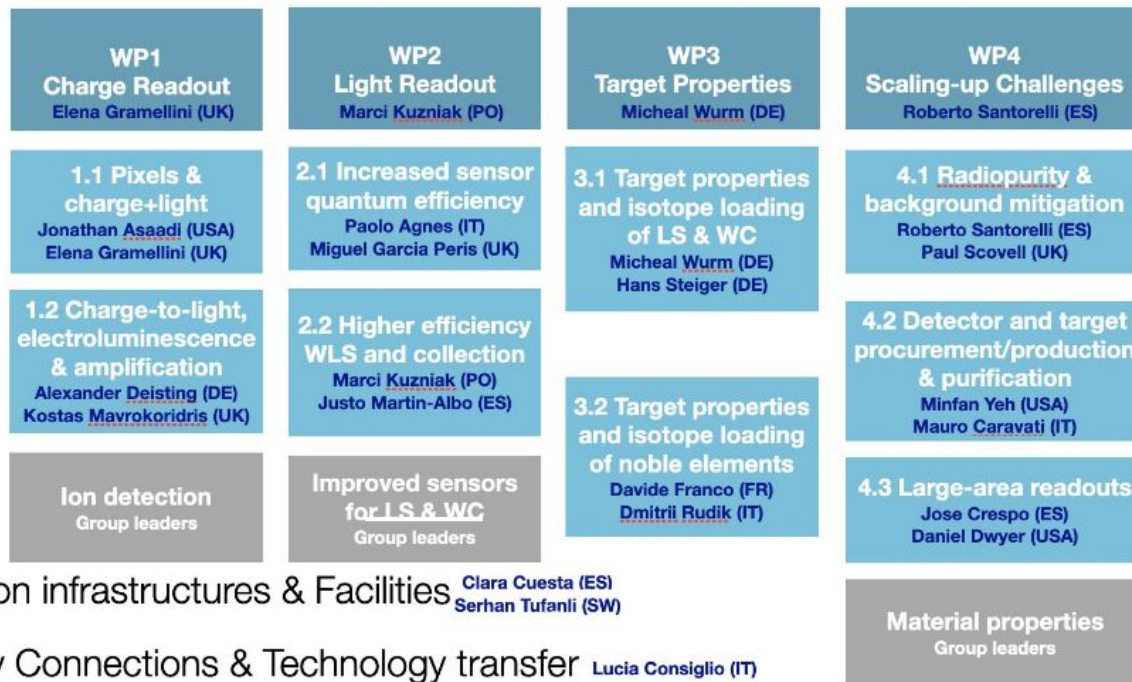 WP1
Charge Readout
Elena Gramellini (UK)
1.1 Pixels &
charge+light
Jonathan Asaadi (USA)
Elena Gramellini (UK)
1.2 Charge-to-light,
electroluminescence
& amplification
Alexander Deisting (DE)
Kostas Mavrokoridris (UK)
Ion detection
Group leaders
WP2
Light Readout
Marci Kuzniak (PO)
2.1 Increased sensor
quantum efficiency
Paolo Agnes (IT)
Miguel Garcia Peris (UK)
2.2 Higher efficiency
WLS and collection
Marci Kuzniak (PO)
Justo Martin-Albo (ES)
Improved sensors
for LS & WC
Group leaders
WP3
Target Properties
Micheal Wurm (DE)
3.1 Target properties
and isotope loading
of LS & WC
Micheal Wurm (DE)
Hans Steiger (DE)
3.2 Target properties
and isotope loading
of noble elements
Davide Franco (FR)
Dmitrii Rudik (IT)
WP4
Scaling-up Challenges
Roberto Santorelli (ES)
4.1 Radiopurity &
background mitigation
Roberto Santorelli (ES)
Paul Scovell (UK)
4.2 Detector and target
procurement/production
& purification
Minfan Yeh (USA)
Mauro Caravati (IT)
4.3 Large-area readouts
Jose Crespo (ES)
Daniel Dwyer (USA)
Material properties
Group leaders
on infrastructures & Facilities
Clara Cuesta (ES)
Serhan Tufanli (SW)
y Connections & Technology transfer Lucia Consiglio (IT)